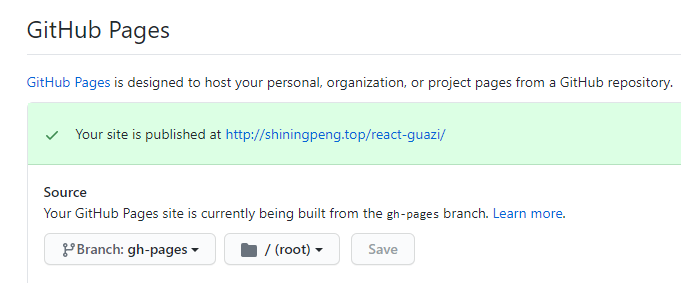 GitHub Pages
GitHub Pages is designed to host your personal, organization, or project pages from a GitHub repository.
Your site is published at http://shiningpeng.top/react-guazi/
Source
Your GitHub Pages site is currently being built from the gh-pages branch. Learn more.
Branch: gh-pages / (root) Save